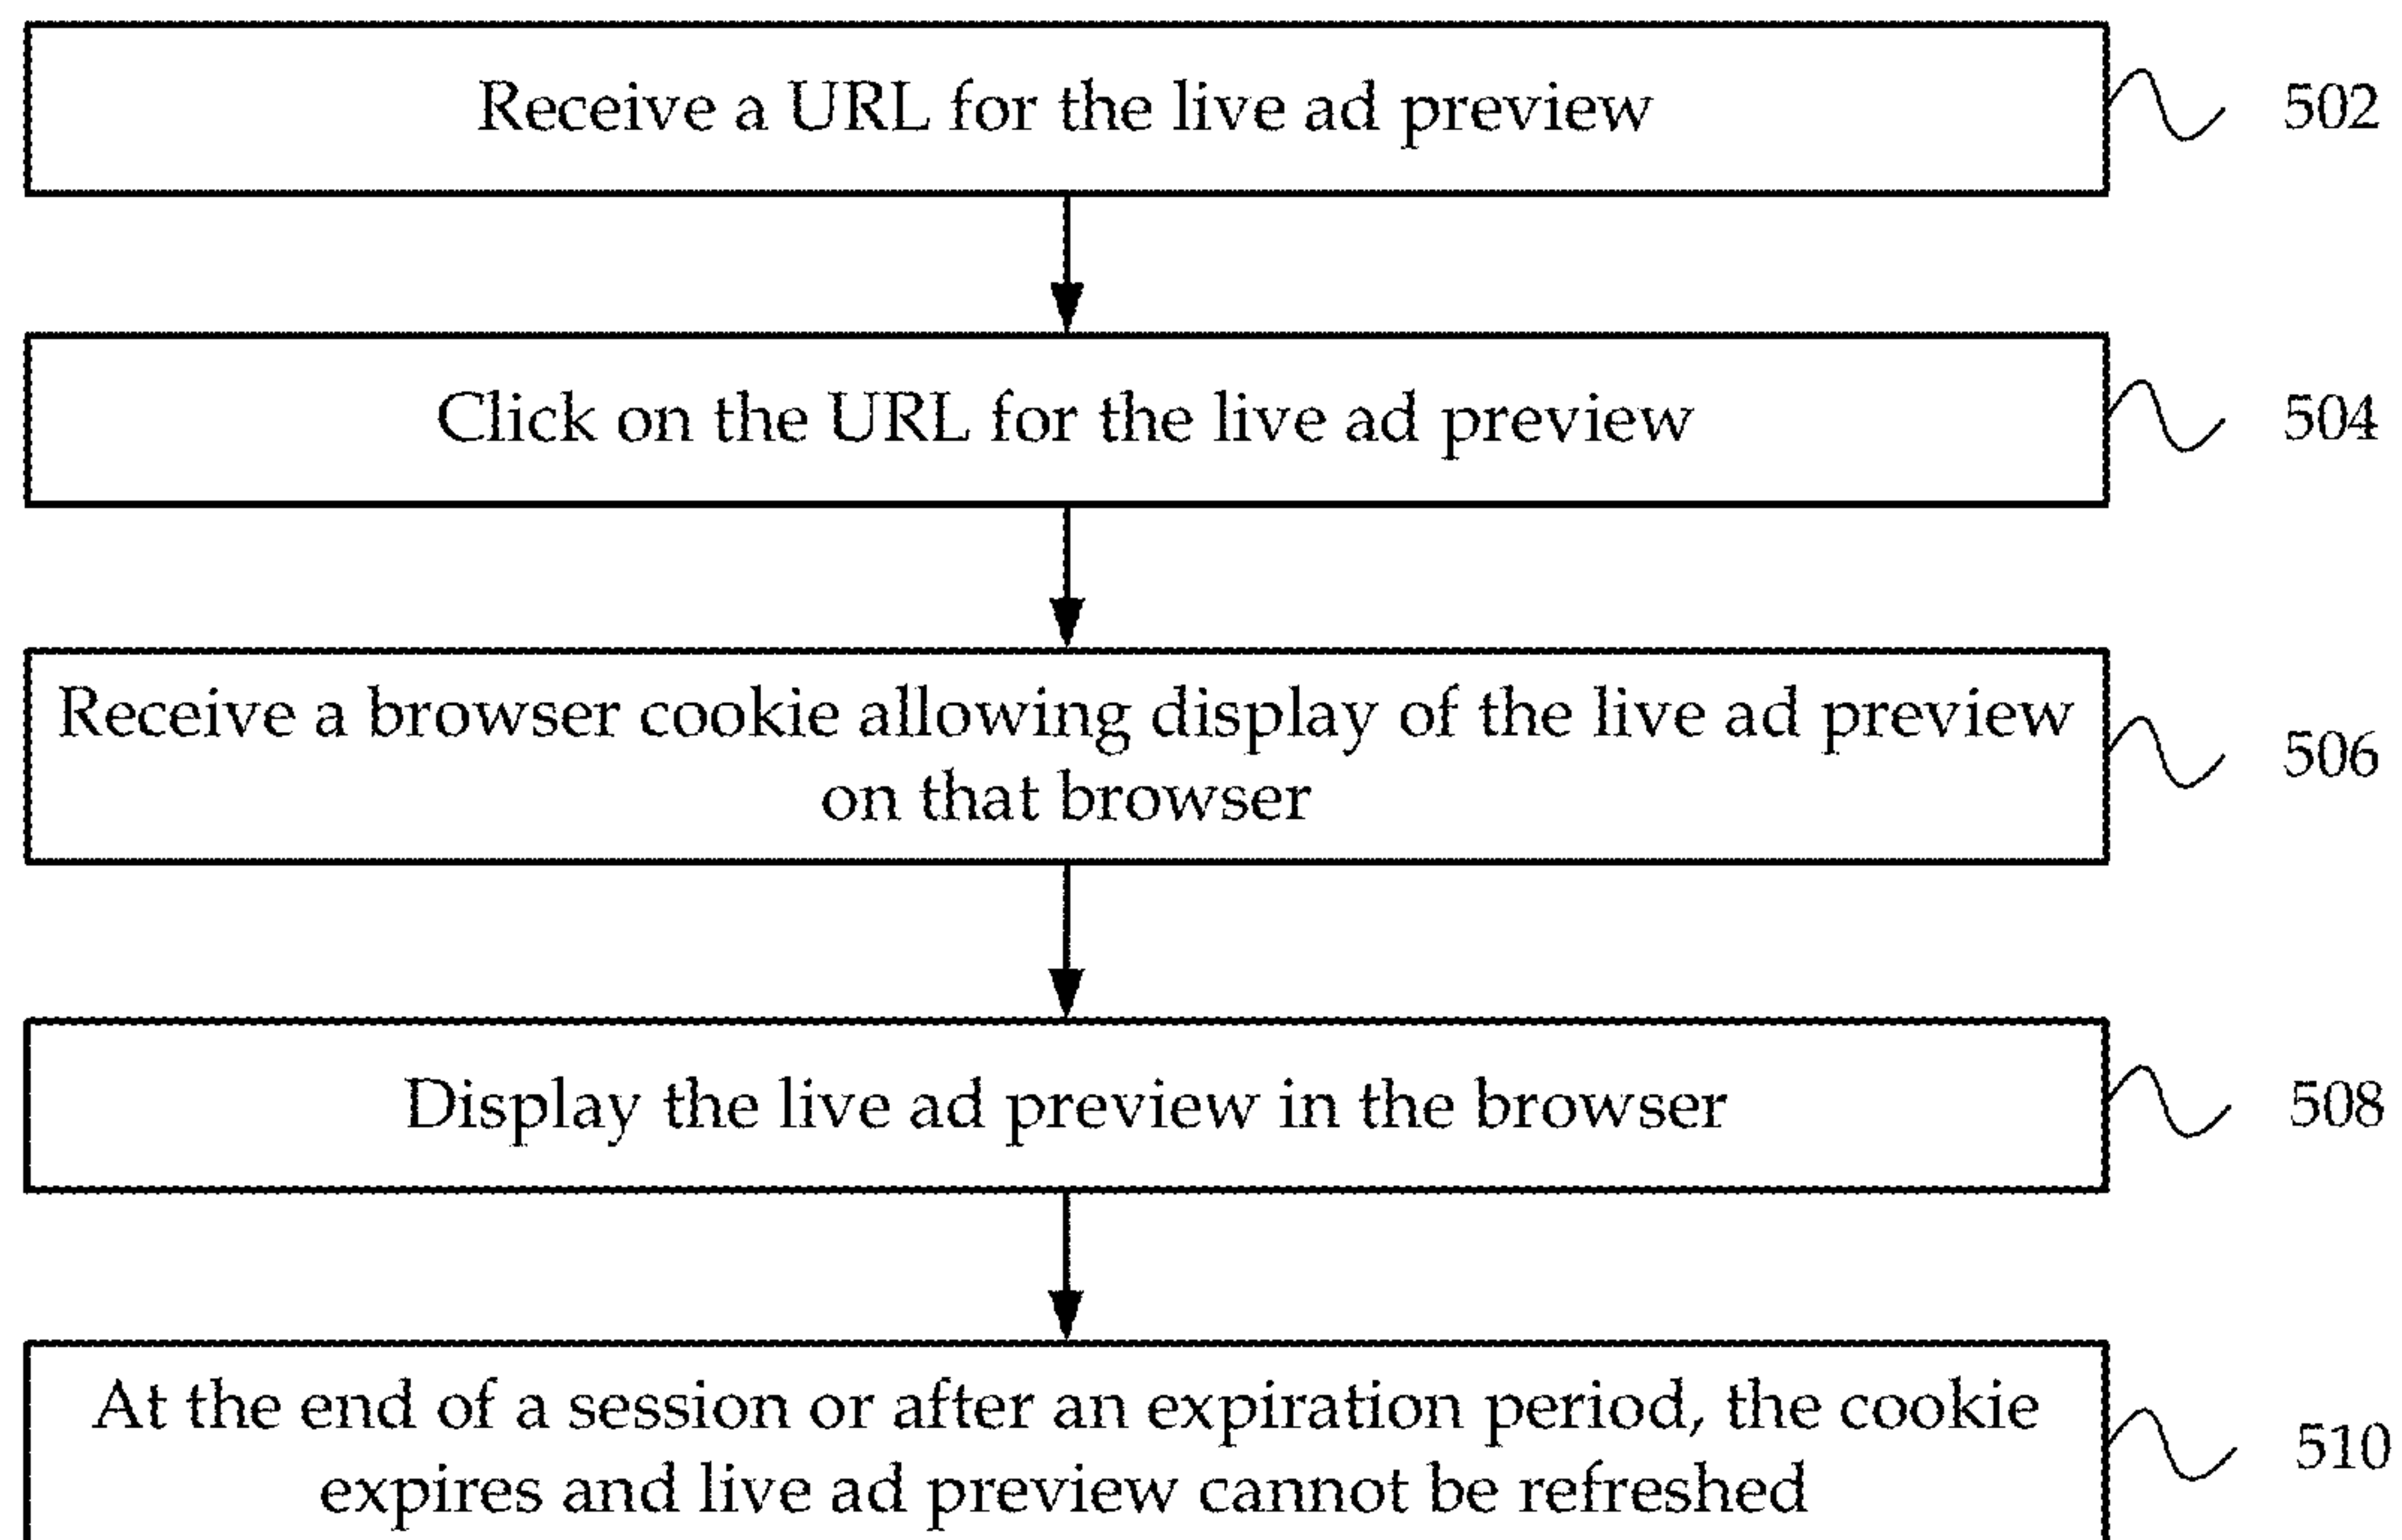 Receive a URL for the live ad preview
502
Click on the URL for the live ad preview
504
Receive a browser cookie allowing display of the live ad preview
on that browser
506
Display the live ad preview in the browser
508
At the end of a session or after an expiration period, the cookie
expires and live ad preview cannot be refreshed
510